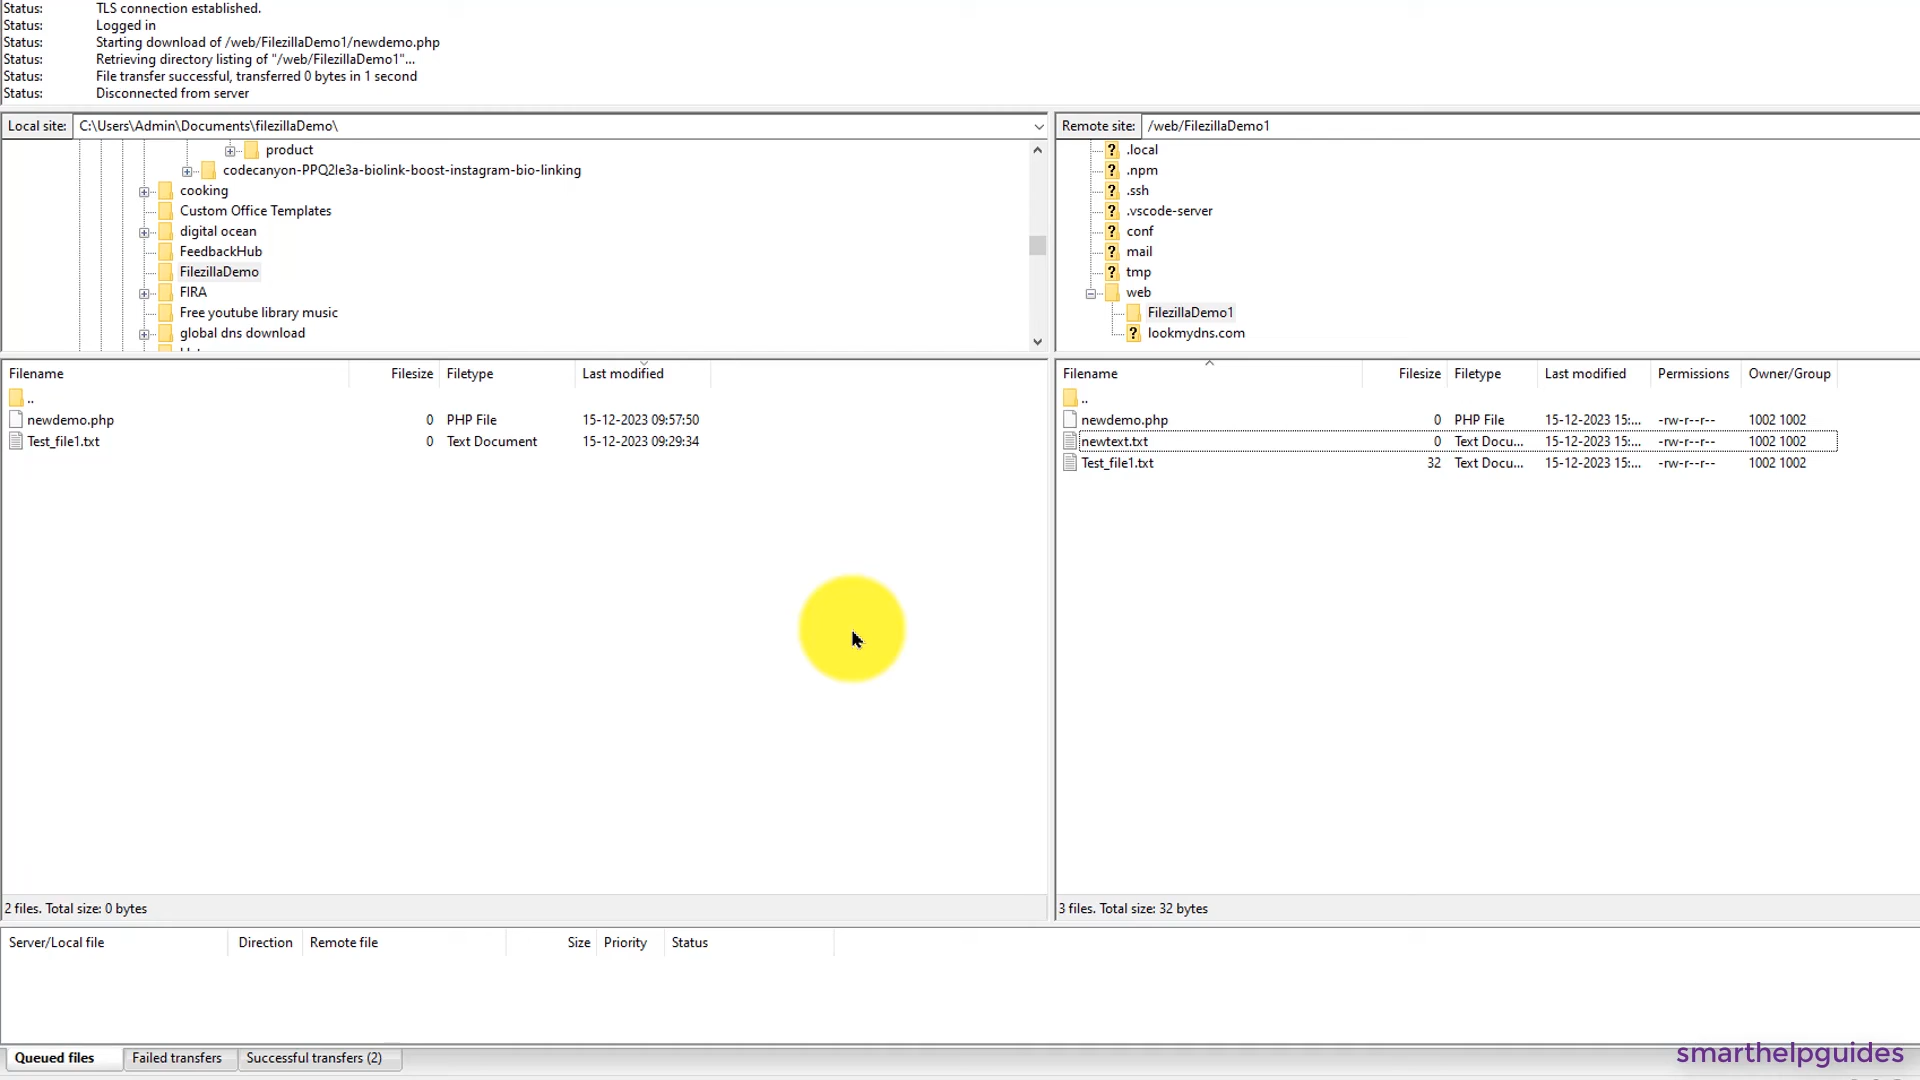 Status: TLS connection established.
Status: Logged in
Status: Starting download of /web/FilezillaDemo1/newdemo.php
Status: Retrieving directory listing of "/web/FilezillaDemo1"...
Status: File transfer successful, transferred 0 bytes in 1 second
Status: Disconnected from server
Local site: C:\Users\Admin\Documents\filezillaDemo\
product
codecanyon-PPQ2le3a-biolink-boost-instagram-bio-linking
cooking
Custom Office Templates
digital ocean
FeedbackHub
FilezillaDemo
FIRA
Free youtube library music
global dns download
Remote site: /web/FilezillaDemo1
? .local
? .npm
? .ssh
? .vscode-server
? conf
? mail
? tmp
web
FilezillaDemo1
? lookmydns.com
Filename Filesize Filetype Last modified
..
newdemo.php 0 PHP File 15-12-2023 09:57:50
Test_file1.txt 0 Text Document 15-12-2023 09:29:34
2 files. Total size: 0 bytes
Filename Filesize Filetype Last modified Permissions Owner/Group
..
newdemo.php 0 PHP File 15-12-2023 15:... -rw-r--r-- 1002 1002
newtext.txt 0 Text Docu... 15-12-2023 15:... -rw-r--r-- 1002 1002
Test_file1.txt 32 Text Docu... 15-12-2023 15:... -rw-r--r-- 1002 1002
3 files. Total size: 32 bytes
Server/Local file Direction Remote file Size Priority Status
Queued files Failed transfers Successful transfers (2)
smarthelpguides